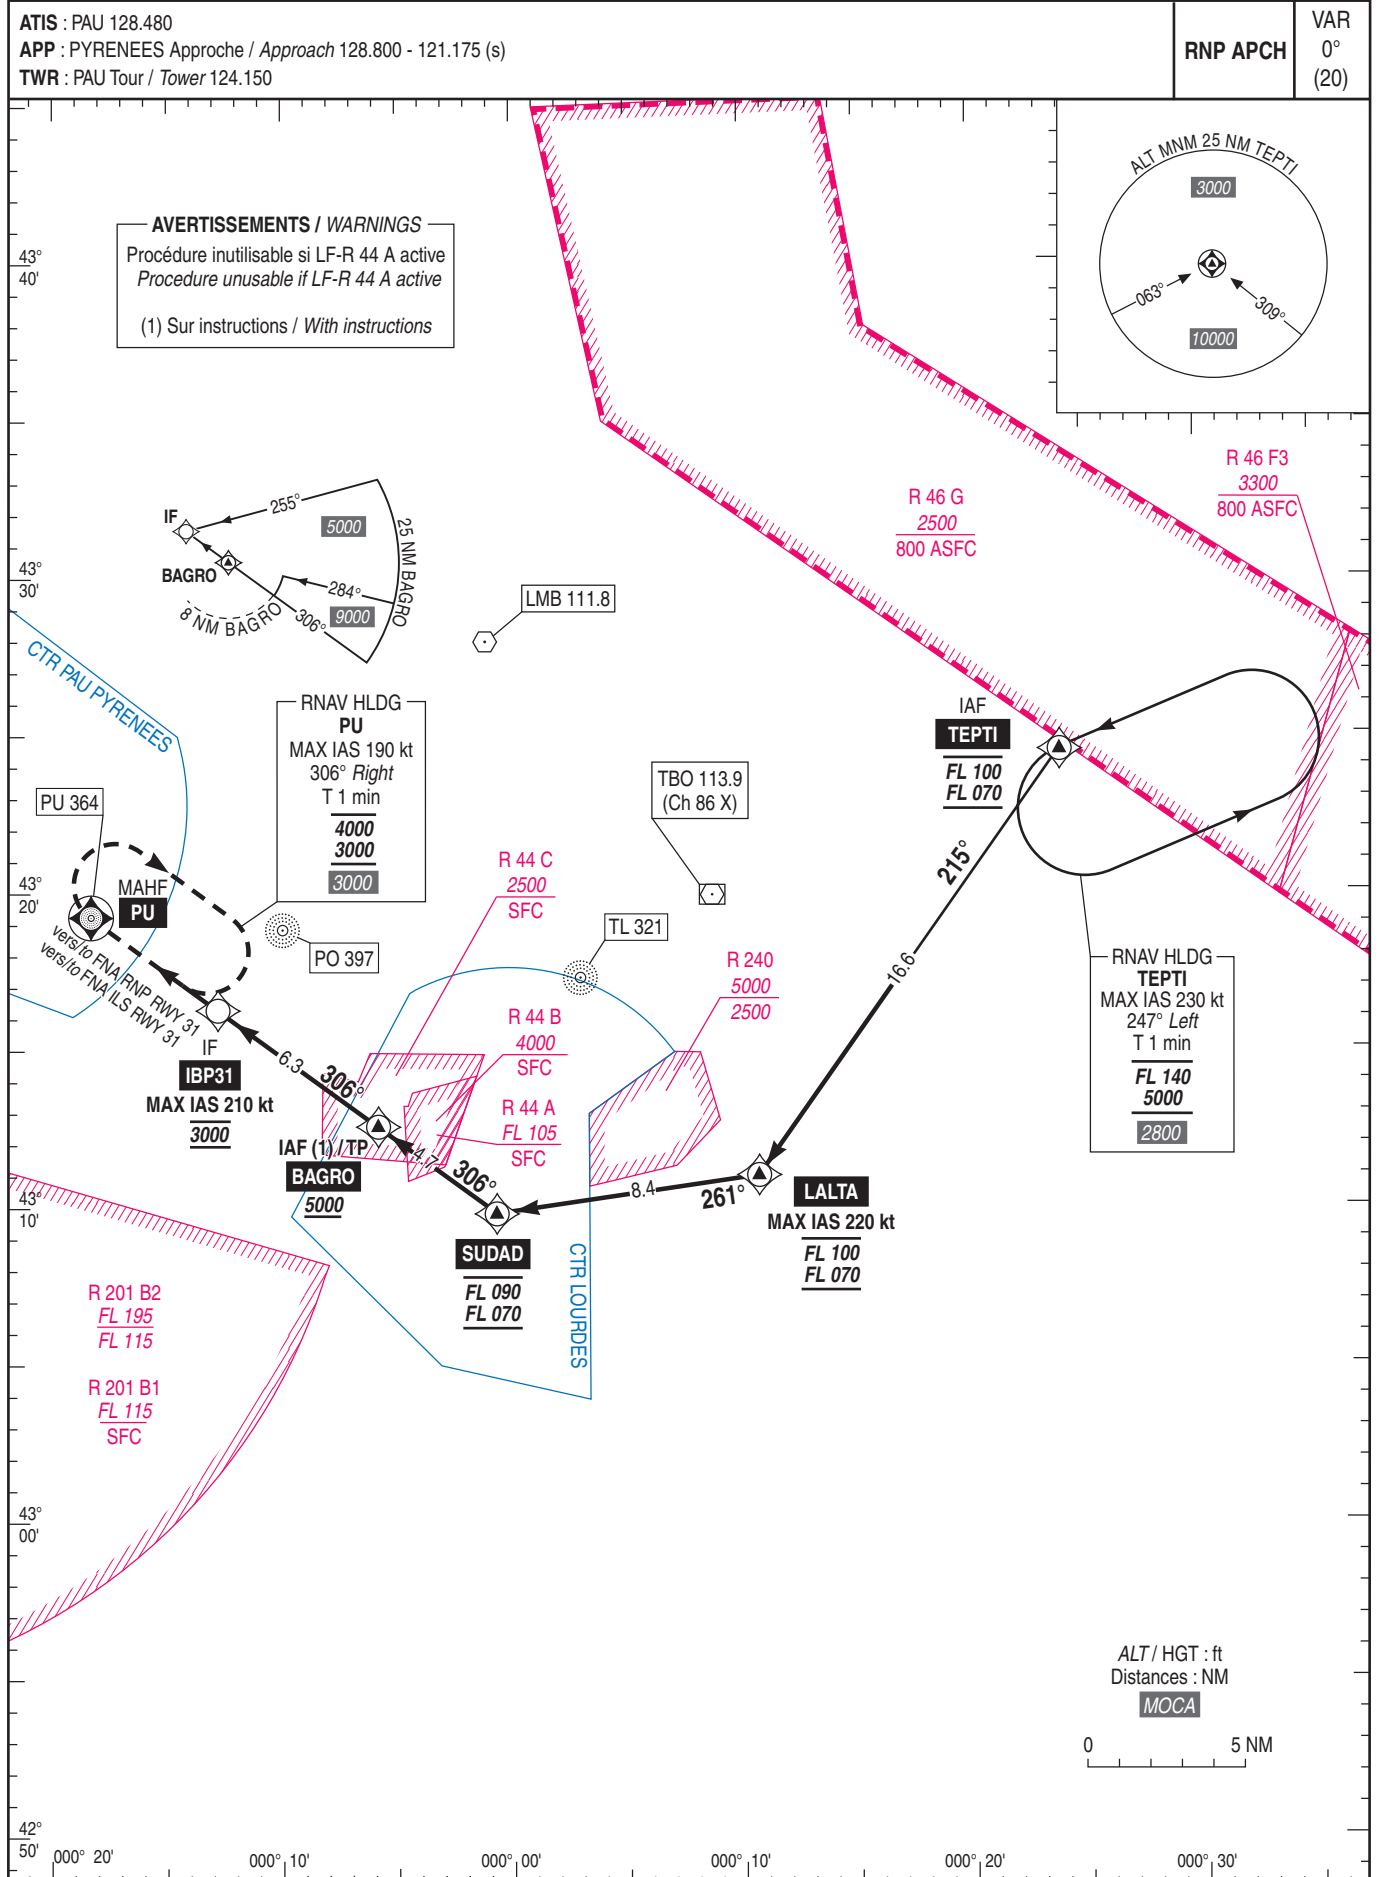 ATIS : PAU 128.480
APP : PYRENEES Approche / Approach 128.800 - 121.175 (s)
TWR : PAU Tour / Tower 124.150
RNP APCH
VAR
0°
(20)
ALT MNM 25 NM TEPTI
3000
063°
309°
10000
AVERTISSEMENTS / WARNINGS
Procédure inutilisable si LF-R 44 A active
Procedure unusable if LF-R 44 A active
(1) Sur instructions / With instructions
43°
40'
R 46 F3
3300
800 ASFC
R 46 G
2500
800 ASFC
IF
255°
5000
25 NM BAGRO
BAGRO
284°
9000
306°
8 NM BAGRO
43°
30'
LMB 111.8
CTR PAU PYRENEES
RNAV HLDG
PU
MAX IAS 190 kt
306° Right
T 1 min
4000
3000
3000
IAF
TEPTI
FL 100
FL 070
TBO 113.9
(Ch 86 X)
PU 364
215°
R 44 C
2500
SFC
43°
20'
MAHF
PU
TL 321
PO 397
vers/to FNA RNP RWY 31
vers/to FNA ILS RWY 31
16.6
R 240
5000
2500
RNAV HLDG
TEPTI
MAX IAS 230 kt
247° Left
T 1 min
FL 140
5000
2800
R 44 B
4000
SFC
IF
IBP31
MAX IAS 210 kt
3000
6.3
306°
R 44 A
FL 105
SFC
IAF (1) / TP
BAGRO
5000
4.7
306°
8.4
261°
LALTA
MAX IAS 220 kt
FL 100
FL 070
43°
10'
SUDAD
FL 090
FL 070
CTR LOURDES
R 201 B2
FL 195
FL 115
R 201 B1
FL 115
SFC
43°
00'
ALT / HGT : ft
Distances : NM
MOCA
0 5 NM
42°
50'
000° 20' 000° 10' 000° 00' 000° 10' 000° 20' 000° 30'